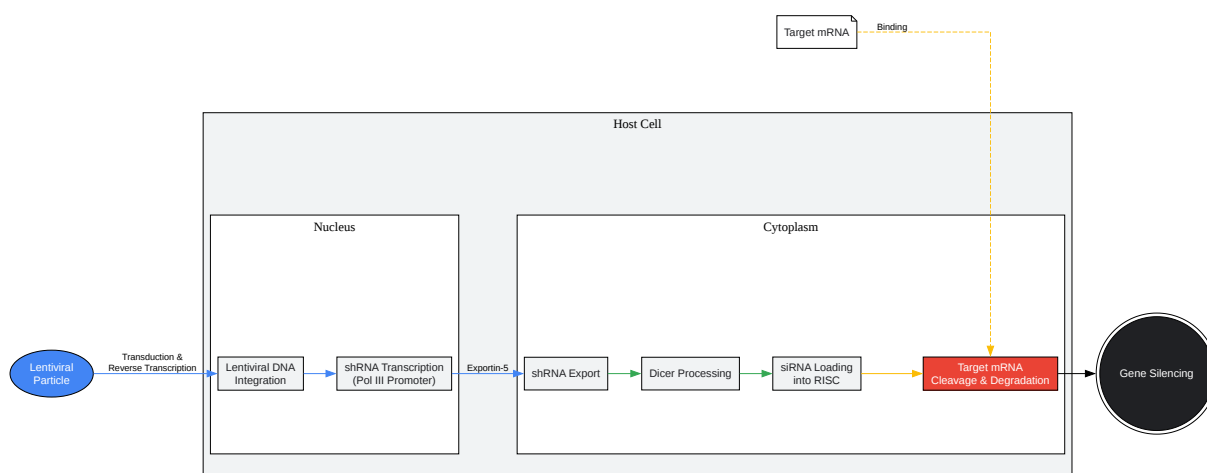 Target mRNA
Binding
Host Cell
Nucleus
Cytoplasm
Lentiviral
Particle
Transduction &
Reverse Transcription
Lentiviral DNA
Integration
shRNA Transcription
(Pol III Promoter)
Exportin-5
shRNA Export
Dicer Processing
siRNA Loading
into RISC
Target mRNA
Cleavage & Degradation
Gene Silencing